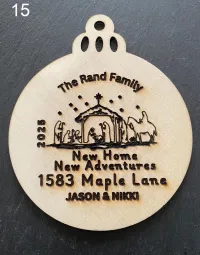 15
The Rand Family
2025
New Home
New Adventures
1583 Maple Lane
JASON & NIKKI